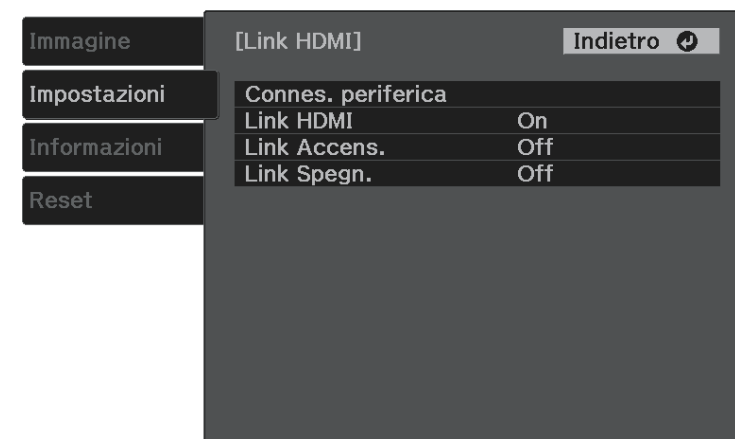 Immagine
Impostazioni
Informazioni
Reset
[Link HDMI]
Indietro
Connes. periferica
Link HDMI On
Link Accens. Off
Link Spegn. Off